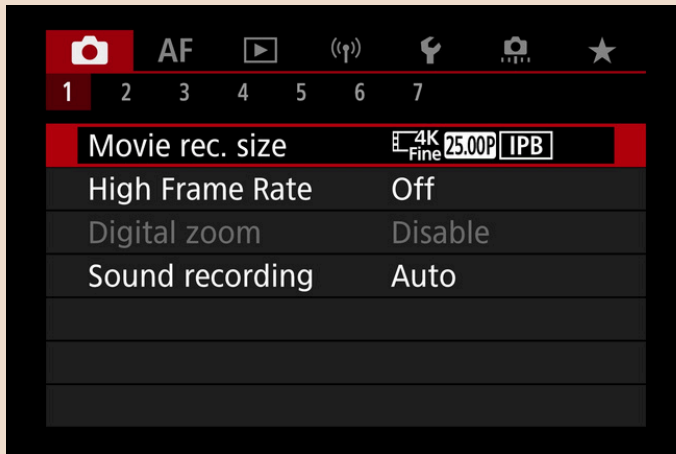 AF
1 2 3 4 5 6 7
Movie rec. size 4K Fine 25.00P IPB
High Frame Rate Off
Digital zoom Disable
Sound recording Auto